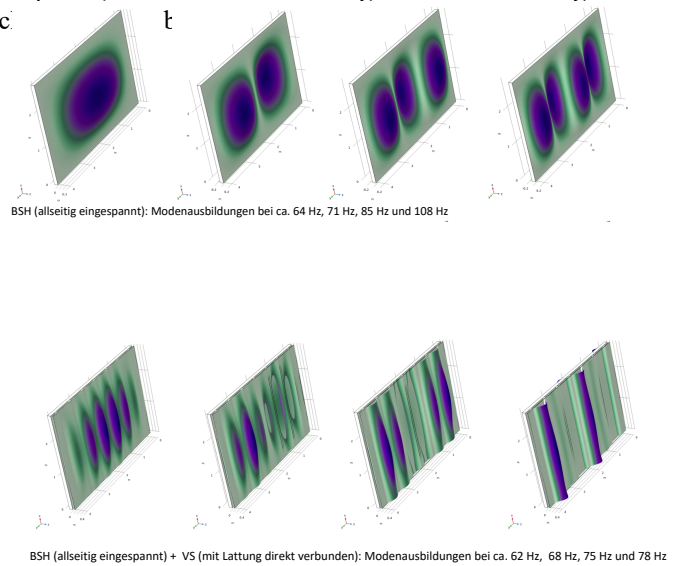 BSH (allseitig eingespannt): Modenausbildungen bei ca. 64 Hz, 71 Hz, 85 Hz und 108 Hz
BSH (allseitig eingespannt) + VS (mit Lattung direkt verbunden): Modenausbildungen bei ca. 62 Hz, 68 Hz, 75 Hz und 78 Hz